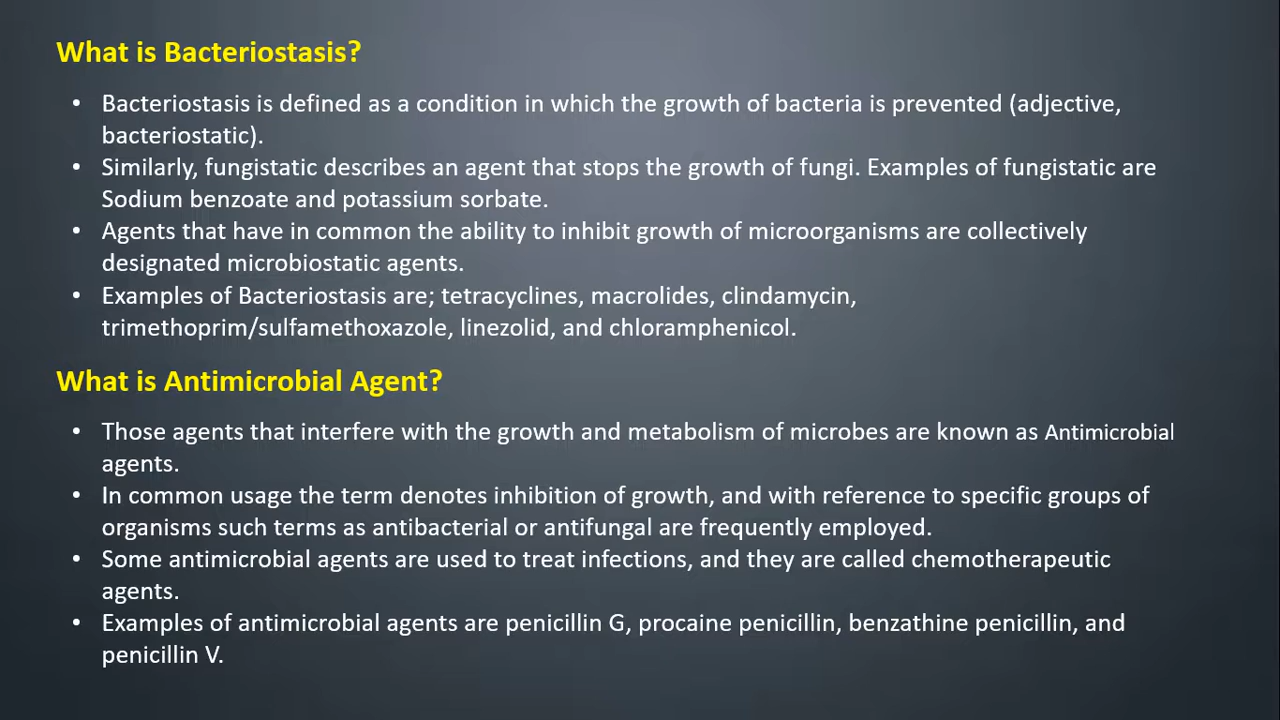 What is Bacteriostasis?
• Bacteriostasis is defined as a condition in which the growth of bacteria is prevented (adjective,
bacteriostatic).
• Similarly, fungistatic describes an agent that stops the growth of fungi. Examples of fungistatic are
Sodium benzoate and potassium sorbate.
• Agents that have in common the ability to inhibit growth of microorganisms are collectively
designated microbiostatic agents.
• Examples of Bacteriostasis are; tetracyclines, macrolides, clindamycin,
trimethoprim/sulfamethoxazole, linezolid, and chloramphenicol.
What is Antimicrobial Agent?
• Those agents that interfere with the growth and metabolism of microbes are known as Antimicrobial
agents.
• In common usage the term denotes inhibition of growth, and with reference to specific groups of
organisms such terms as antibacterial or antifungal are frequently employed.
• Some antimicrobial agents are used to treat infections, and they are called chemotherapeutic
agents.
• Examples of antimicrobial agents are penicillin G, procaine penicillin, benzathine penicillin, and
penicillin V.